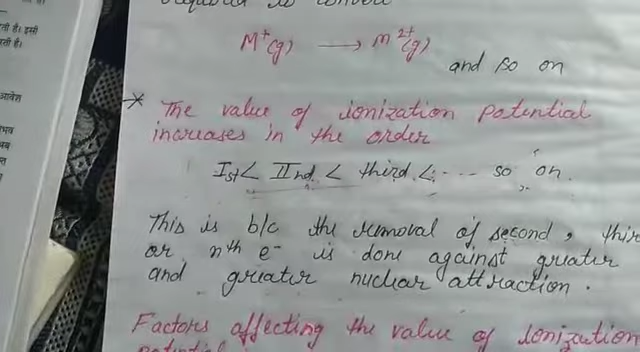 M⁺(g) → M²⁺(g)
and so on
* The value of ionization potential
increases in the order
Ist < IInd < third < ---- so on.
This is b/c the removal of second, thir
or nth e⁻ is done against greater
and greater nuclear attraction.
Factors affecting the value of Ionization